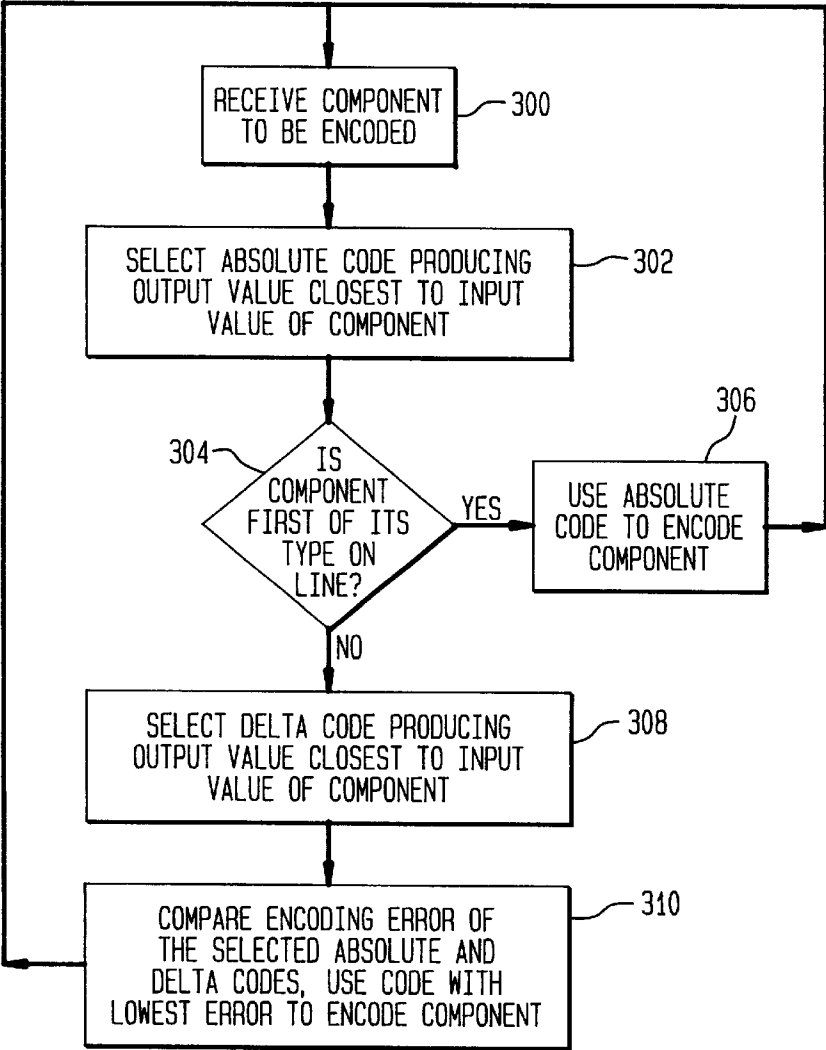 RECEIVE COMPONENT
TO BE ENCODED
300
SELECT ABSOLUTE CODE PRODUCING
OUTPUT VALUE CLOSEST TO INPUT
VALUE OF COMPONENT
302
304
IS
COMPONENT
FIRST OF ITS
TYPE ON
LINE?
YES
306
USE ABSOLUTE
CODE TO ENCODE
COMPONENT
NO
SELECT DELTA CODE PRODUCING
OUTPUT VALUE CLOSEST TO INPUT
VALUE OF COMPONENT
308
COMPARE ENCODING ERROR OF
THE SELECTED ABSOLUTE AND
DELTA CODES, USE CODE WITH
LOWEST ERROR TO ENCODE COMPONENT
310